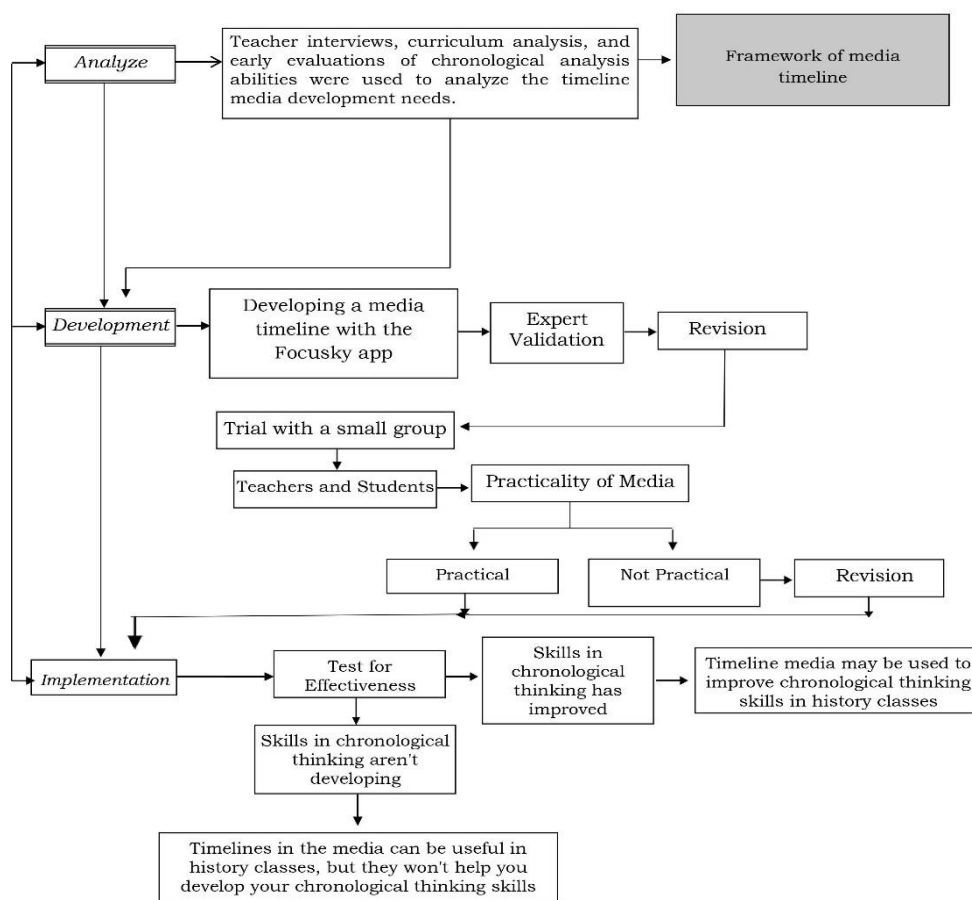 Analyze
Teacher interviews, curriculum analysis, and
early evaluations of chronological analysis
abilities were used to analyze the timeline
media development needs.
Framework of media
timeline
Development
Developing a media
timeline with the
Focusky app
Expert
Validation
Revision
Trial with a small group
Teachers and Students
Practicality of Media
Practical
Not Practical
Revision
Implementation
Test for
Effectiveness
Skills in
chronological
thinking has
improved
Timeline media may be used to
improve chronological thinking
skills in history classes
Skills in chronological
thinking aren't
developing
Timelines in the media can be useful in
history classes, but they won't help you
develop your chronological thinking skills